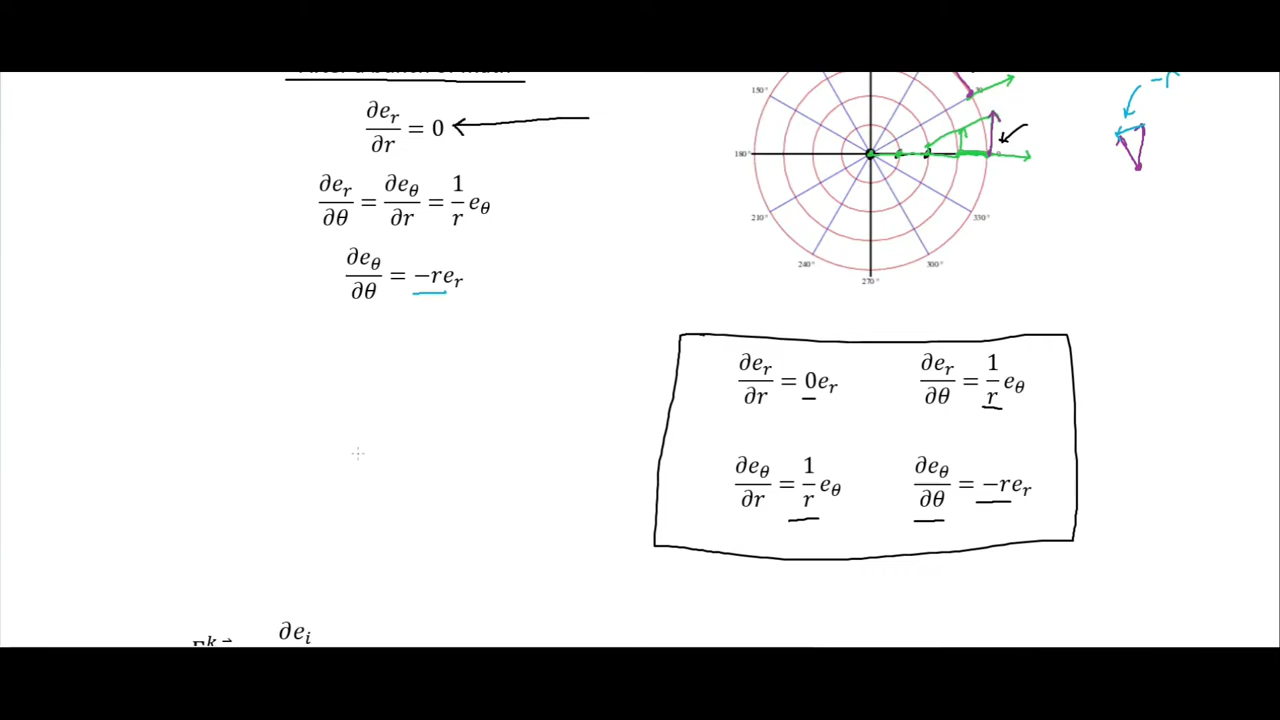 ∂e_r/∂r = 0
∂e_r/∂θ = ∂e_θ/∂r = 1/r e_θ
∂e_θ/∂θ = −re_r
150°
180°
0
210°
330°
240°
300°
270°
∂e_r/∂r = 0e_r
∂e_r/∂θ = 1/r e_θ
∂e_θ/∂r = 1/r e_θ
∂e_θ/∂θ = −re_r
∂e_i